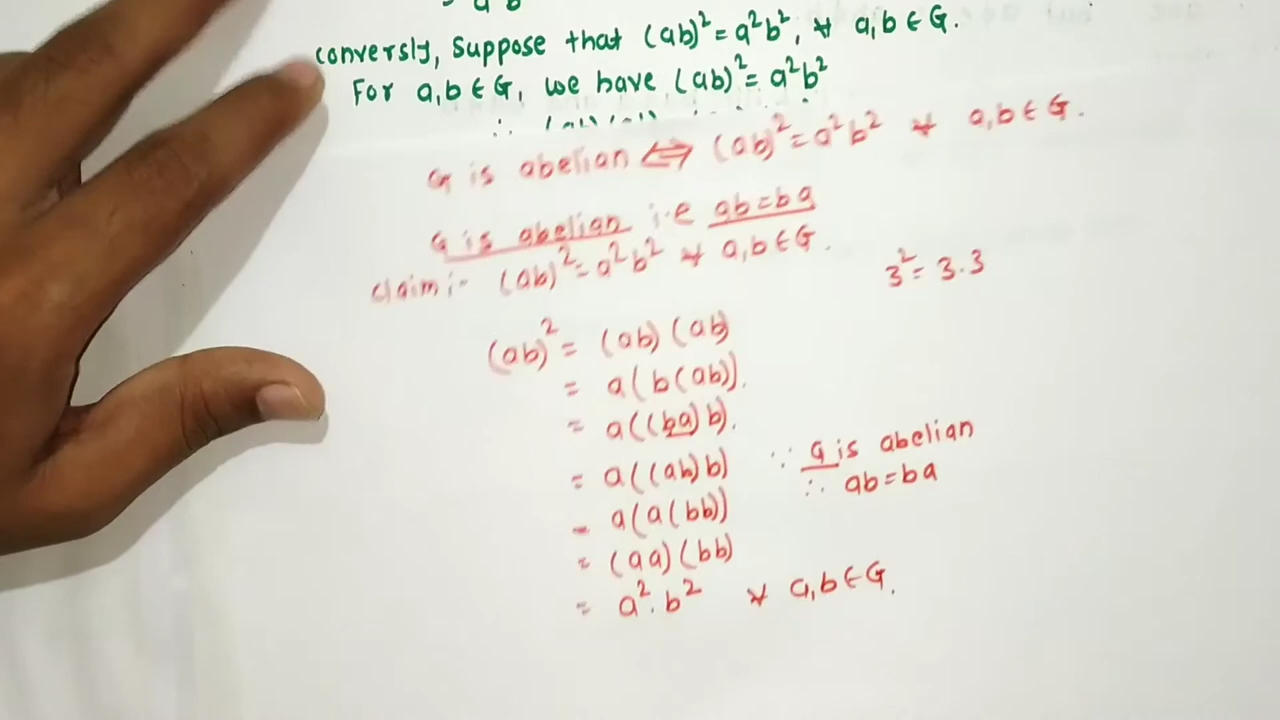 a b
conversly, Suppose that (ab)² = a²b², ∀ a,b ∈ G.
For a,b ∈ G, we have (ab)² = a²b²
∴
G is abelian ⟺ (ab)² = a²b² ∀ a,b ∈ G.
G is abelian i.e ab=ba
claim:- (ab)² = a²b² ∀ a,b ∈ G.
3² = 3.3
(ab)² = (ab) (ab)
= a(b(ab)).
= a((ba)b).
= a((ab)b) ∵ G is abelian
∴ ab=ba
= a(a(bb))
= (aa)(bb)
= a².b² ∀ a,b ∈ G.